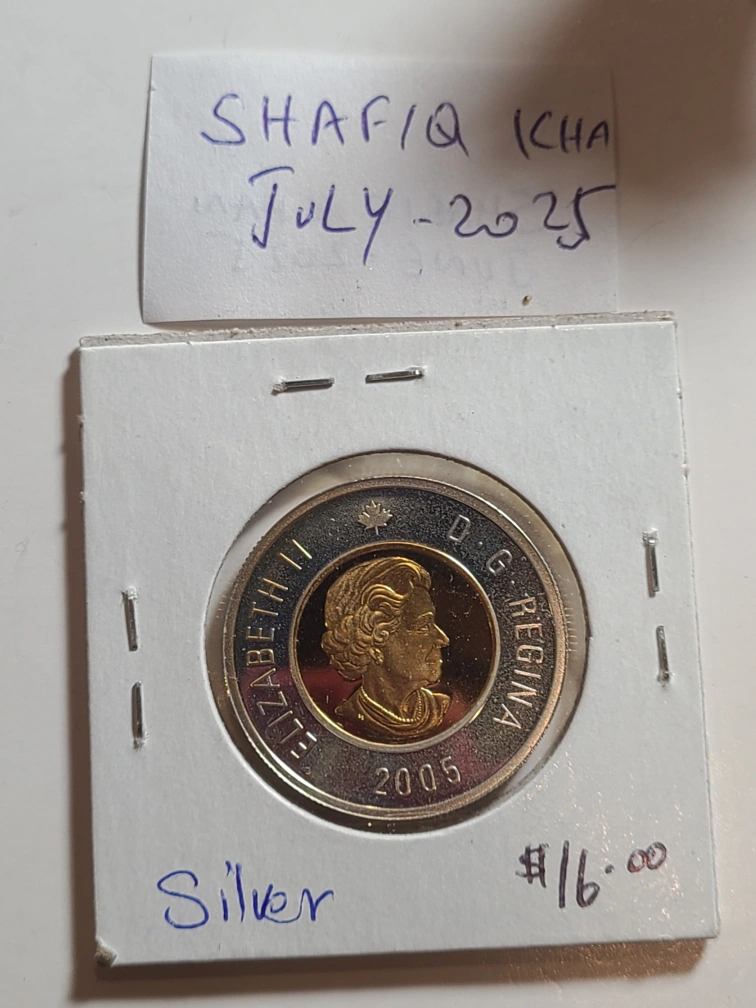 SHAFIQ KHA
JULY - 2025
ELIZABETH II D·G·REGINA
2005
Silver
$16.00